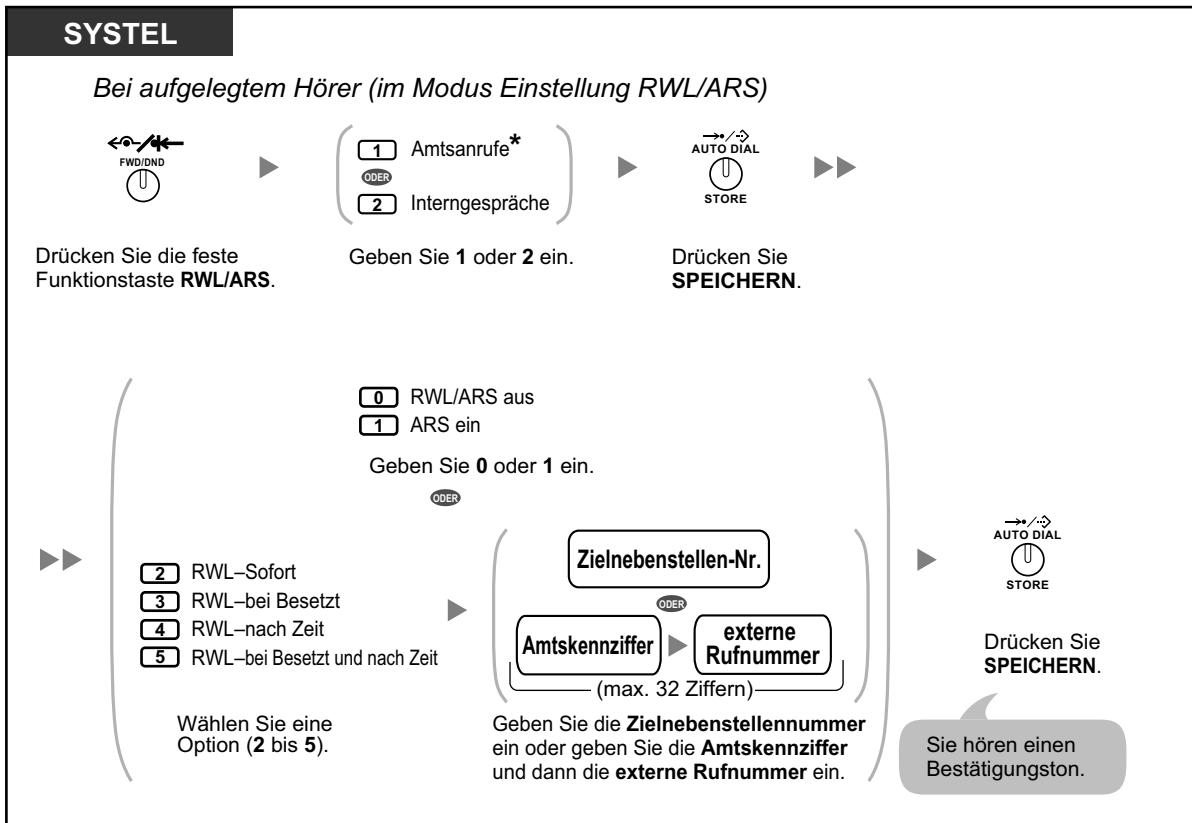 SYSTEL
Bei aufgelegtem Hörer (im Modus Einstellung RWL/ARS)
FWD/DND
1 Amtsanrufe*
ODER
2 Interngespräche
AUTO DIAL
STORE
Drücken Sie die feste
Funktionstaste RWL/ARS.
Geben Sie 1 oder 2 ein.
Drücken Sie
SPEICHERN.
0 RWL/ARS aus
1 ARS ein
Geben Sie 0 oder 1 ein.
ODER
2 RWL–Sofort
3 RWL–bei Besetzt
4 RWL–nach Zeit
5 RWL–bei Besetzt und nach Zeit
Wählen Sie eine
Option (2 bis 5).
Zielnebenstellen-Nr.
ODER
Amtskennziffer
externe
Rufnummer
(max. 32 Ziffern)
Geben Sie die Zielnebenstellennummer
ein oder geben Sie die Amtskennziffer
und dann die externe Rufnummer ein.
AUTO DIAL
STORE
Drücken Sie
SPEICHERN.
Sie hören einen
Bestätigungston.